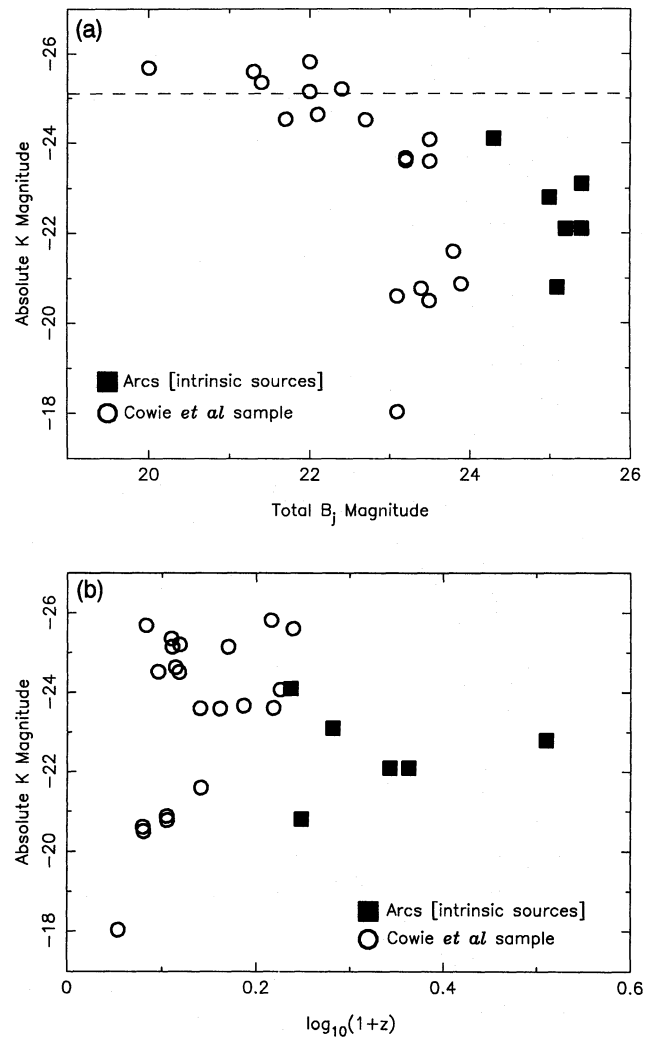 (a)
-26
-24
-22
-20
-18
Absolute K Magnitude
Arcs [intrinsic sources]
Cowie et al sample
20
22
24
26
Total Bj Magnitude
(b)
-26
-24
-22
-20
-18
Absolute K Magnitude
Arcs [intrinsic sources]
Cowie et al sample
0
0.2
0.4
0.6
log10(1+z)